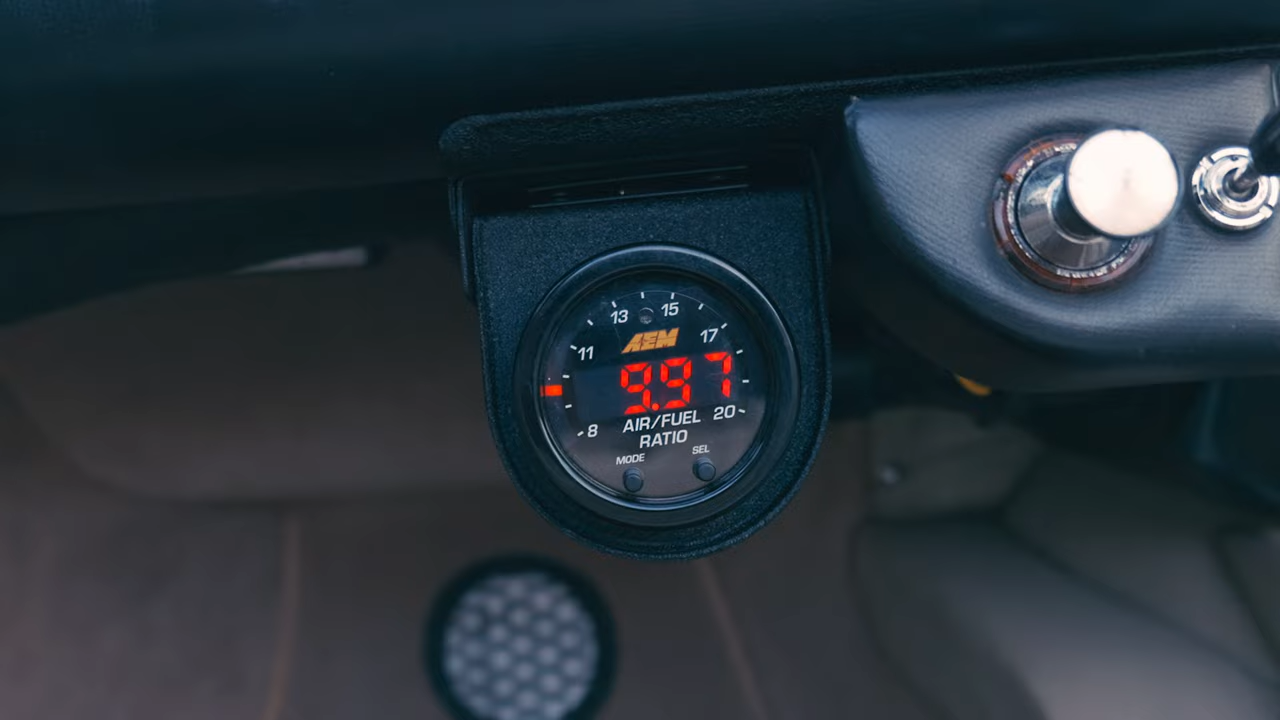 13 15
11 17
AEM
9.97
8 AIR/FUEL 20
RATIO
MODE SEL